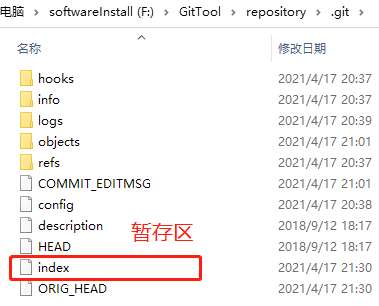 电脑 > softwareInstall (F:) > GitTool > repository > .git >
名称 修改日期
hooks 2021/4/17 20:37
info 2021/4/17 20:37
logs 2021/4/17 20:39
objects 2021/4/17 21:01
refs 2021/4/17 20:37
COMMIT_EDITMSG 2021/4/17 21:01
config 2021/4/17 20:38
description 2018/9/12 18:17
暂存区
HEAD 2018/9/12 18:17
index 2021/4/17 21:30
ORIG_HEAD 2021/4/17 21:30